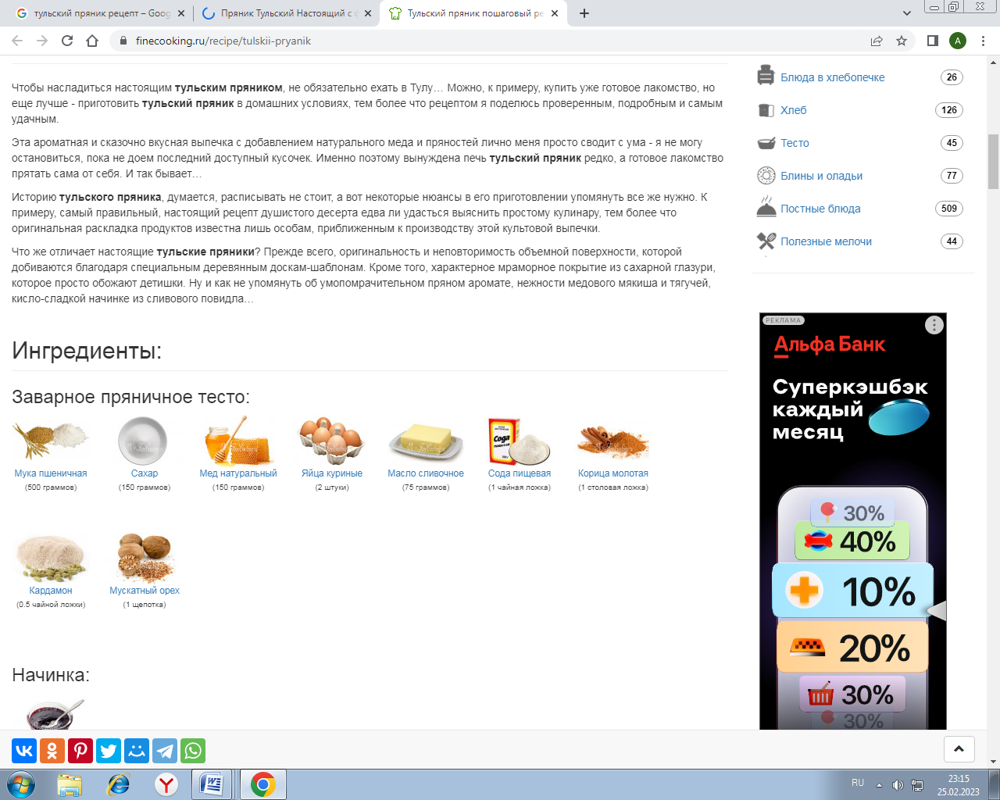 тульский пряник рецепт – Goog
Пряник Тульский Настоящий с ф
Тульский пряник пошаговый ре
finecooking.ru/recipe/tulskii-pryanik
A
Чтобы насладиться настоящим тульским пряником, не обязательно ехать в Тулу… Можно, к примеру, купить уже готовое лакомство, но
еще лучше - приготовить тульский пряник в домашних условиях, тем более что рецептом я поделюсь проверенным, подробным и самым
удачным.
Эта ароматная и сказочно вкусная выпечка с добавлением натурального меда и пряностей лично меня просто сводит с ума - я не могу
остановиться, пока не доем последний доступный кусочек. Именно поэтому вынуждена печь тульский пряник редко, а готовое лакомство
прятать сама от себя. И так бывает…
Историю тульского пряника, думается, расписывать не стоит, а вот некоторые нюансы в его приготовлении упомянуть все же нужно. К
примеру, самый правильный, настоящий рецепт душистого десерта едва ли удасться выяснить простому кулинару, тем более что
оригинальная раскладка продуктов известна лишь особам, приближенным к производству этой культовой выпечки.
Что же отличает настоящие тульские пряники? Прежде всего, оригинальность и неповторимость объемной поверхности, которой
добиваются благодаря специальным деревянным доскам-шаблонам. Кроме того, характерное мраморное покрытие из сахарной глазури,
которое просто обожают детишки. Ну и как не упомянуть об умопомрачительном пряном аромате, нежности медового мякиша и тягучей,
кисло-сладкой начинке из сливового повидла…
Ингредиенты:
Заварное пряничное тесто:
Сода
Мука пшеничная
(500 граммов)
Сахар
(150 граммов)
Мед натуральный
(150 граммов)
Яйца куриные
(2 штуки)
Масло сливочное
(75 граммов)
Сода пищевая
(1 чайная ложка)
Корица молотая
(1 столовая ложка)
Кардамон
(0.5 чайной ложки)
Мускатный орех
(1 щепотка)
Начинка:
Блюда в хлебопечке 26
Хлеб 126
Тесто 45
Блины и оладьи 77
Постные блюда 509
Полезные мелочи 44
РЕКЛАМА
Альфа Банк
Суперкэшбэк
каждый
месяц
30%
40%
10%
20%
30%
30%
RU
23:15
25.02.2023